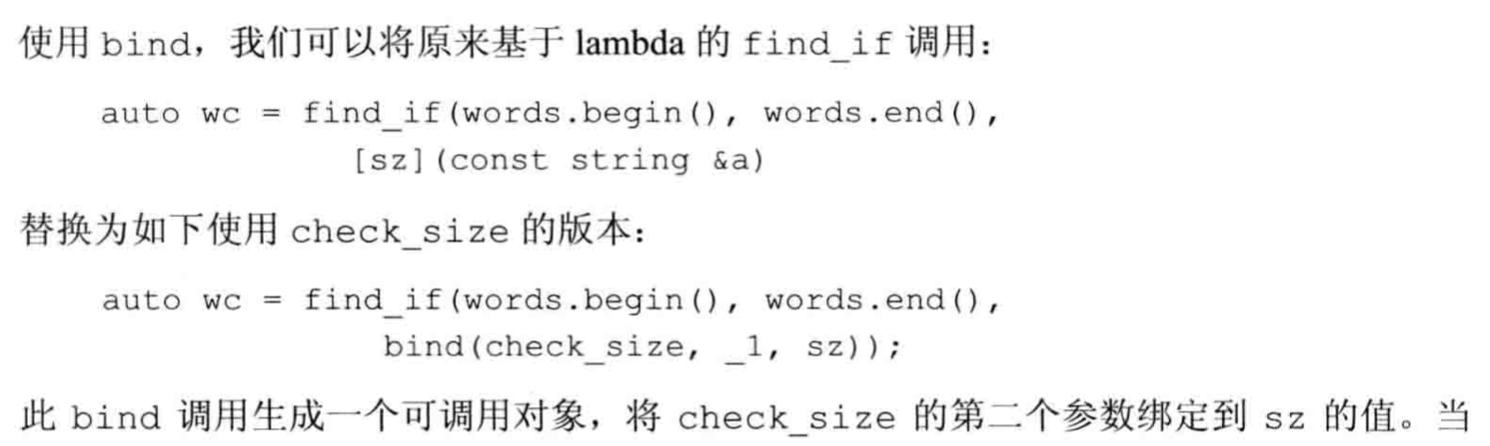 使用 bind，我们可以将原来基于 lambda 的 find_if 调用：
auto wc = find_if(words.begin(), words.end(),
[sz](const string &a)
替换为如下使用 check_size 的版本：
auto wc = find_if(words.begin(), words.end(),
bind(check_size, _1, sz));
此 bind 调用生成一个可调用对象，将 check_size 的第二个参数绑定到 sz 的值。当